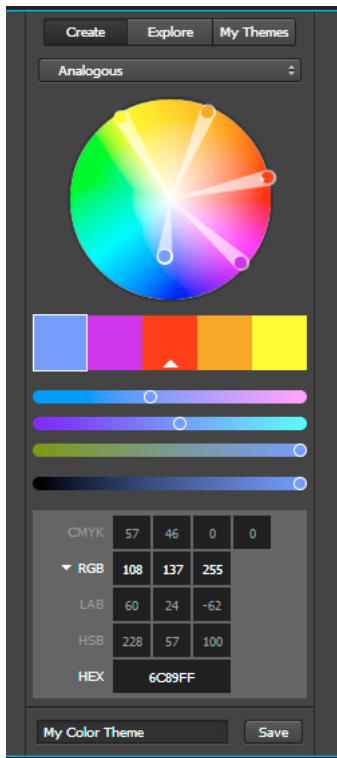 Create Explore My Themes
Analogous
CMYK 57 46 0 0
RGB 108 137 255
LAB 60 24 -62
HSB 228 57 100
HEX 6C89FF
My Color Theme Save